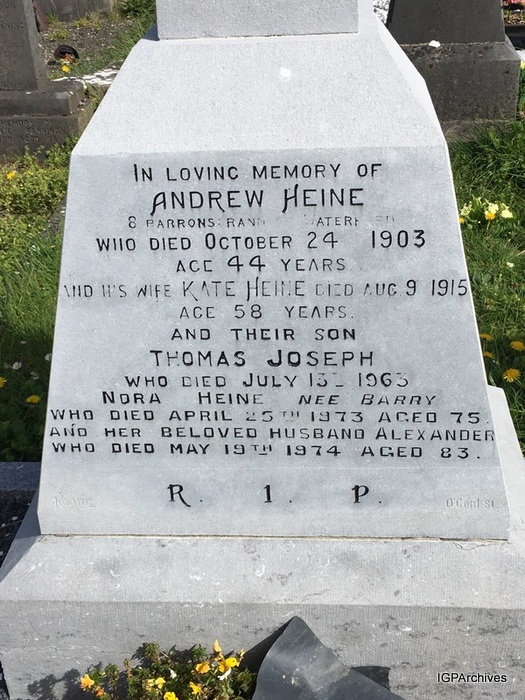 IN LOVING MEMORY OF
ANDREW HEINE
8 BARRONSTRAND WATERFORD
WHO DIED OCTOBER 24 1903
AGE 44 YEARS.
AND HIS WIFE KATE HEINE DIED AUG 9 1915
AGE 58 YEARS.
AND THEIR SON
THOMAS JOSEPH
WHO DIED JULY 1963
NORA HEINE NEE BARRY
WHO DIED APRIL 25TH 1973 AGED 75.
AND HER BELOVED HUSBAND ALEXANDER
WHO DIED MAY 19TH 1974 AGED 83.
R. I. P.
IGPArchives